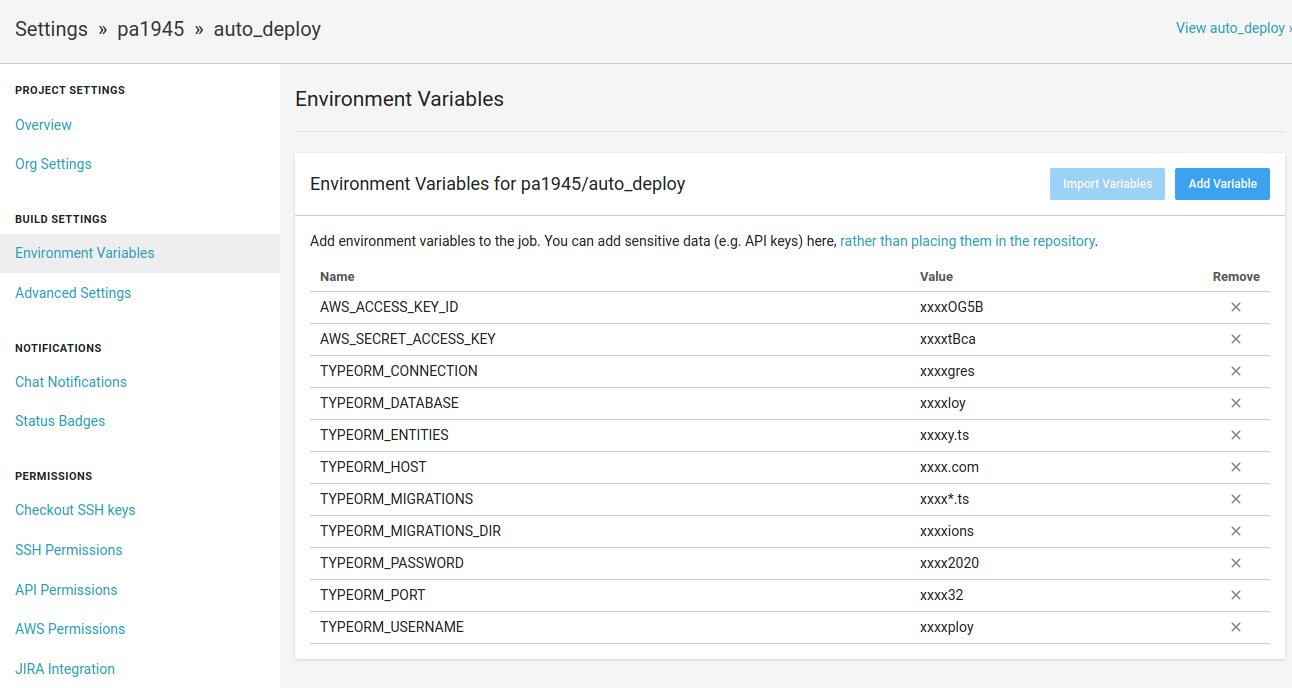 Settings » pa1945 » auto_deploy
View auto_deploy »
PROJECT SETTINGS
Overview
Org Settings
BUILD SETTINGS
Environment Variables
Advanced Settings
NOTIFICATIONS
Chat Notifications
Status Badges
PERMISSIONS
Checkout SSH keys
SSH Permissions
API Permissions
AWS Permissions
JIRA Integration
Environment Variables
Environment Variables for pa1945/auto_deploy
Import Variables
Add Variable
Add environment variables to the job. You can add sensitive data (e.g. API keys) here, rather than placing them in the repository.
Name Value Remove
AWS_ACCESS_KEY_ID xxxxOG5B ×
AWS_SECRET_ACCESS_KEY xxxxtBca ×
TYPEORM_CONNECTION xxxxgres ×
TYPEORM_DATABASE xxxxloy ×
TYPEORM_ENTITIES xxxxy.ts ×
TYPEORM_HOST xxxx.com ×
TYPEORM_MIGRATIONS xxxx*.ts ×
TYPEORM_MIGRATIONS_DIR xxxxions ×
TYPEORM_PASSWORD xxxx2020 ×
TYPEORM_PORT xxxx32 ×
TYPEORM_USERNAME xxxxploy ×